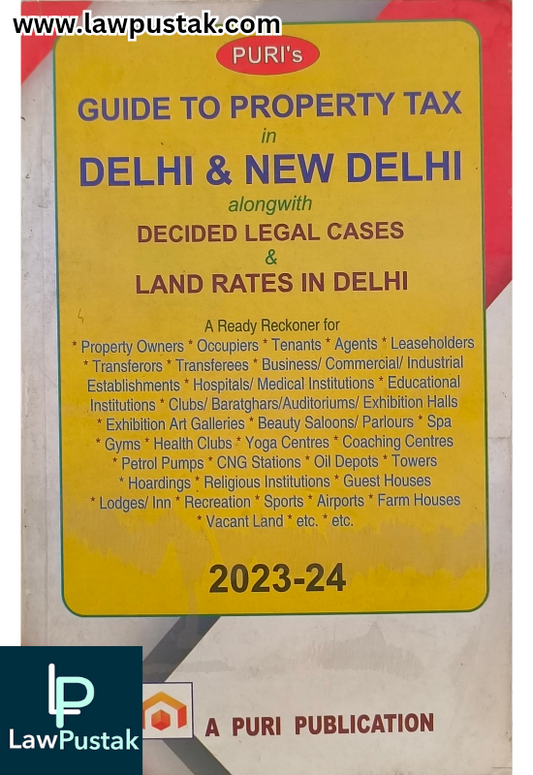 www.lawpustak.com
PURI's
GUIDE TO PROPERTY TAX
in
DELHI & NEW DELHI
alongwith
DECIDED LEGAL CASES
&
LAND RATES IN DELHI
A Ready Reckoner for
* Property Owners * Occupiers * Tenants * Agents * Leaseholders
* Transferors * Transferees * Business/ Commercial/ Industrial
Establishments * Hospitals/ Medical Institutions * Educational
Institutions * Clubs/ Baratghars/Auditoriums/ Exhibition Halls
* Exhibition Art Galleries * Beauty Saloons/ Parlours * Spa
* Gyms * Health Clubs * Yoga Centres * Coaching Centres
* Petrol Pumps * CNG Stations * Oil Depots * Towers
* Hoardings * Religious Institutions * Guest Houses
* Lodges/ Inn * Recreation * Sports * Airports * Farm Houses
* Vacant Land * etc. * etc.
2023-24
A PURI PUBLICATION
LP
LawPustak